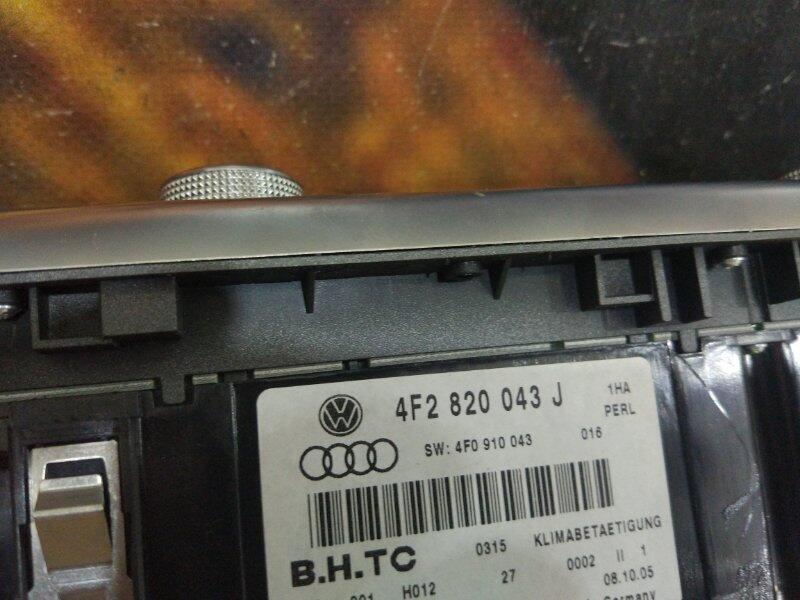 4F2 820 043 J 1HA
PERL
SW: 4F0 910 043 016
B.H.TC 0315 KLIMABETAETIGUNG
H012 27 0002 II 1
08.10.05
Germany